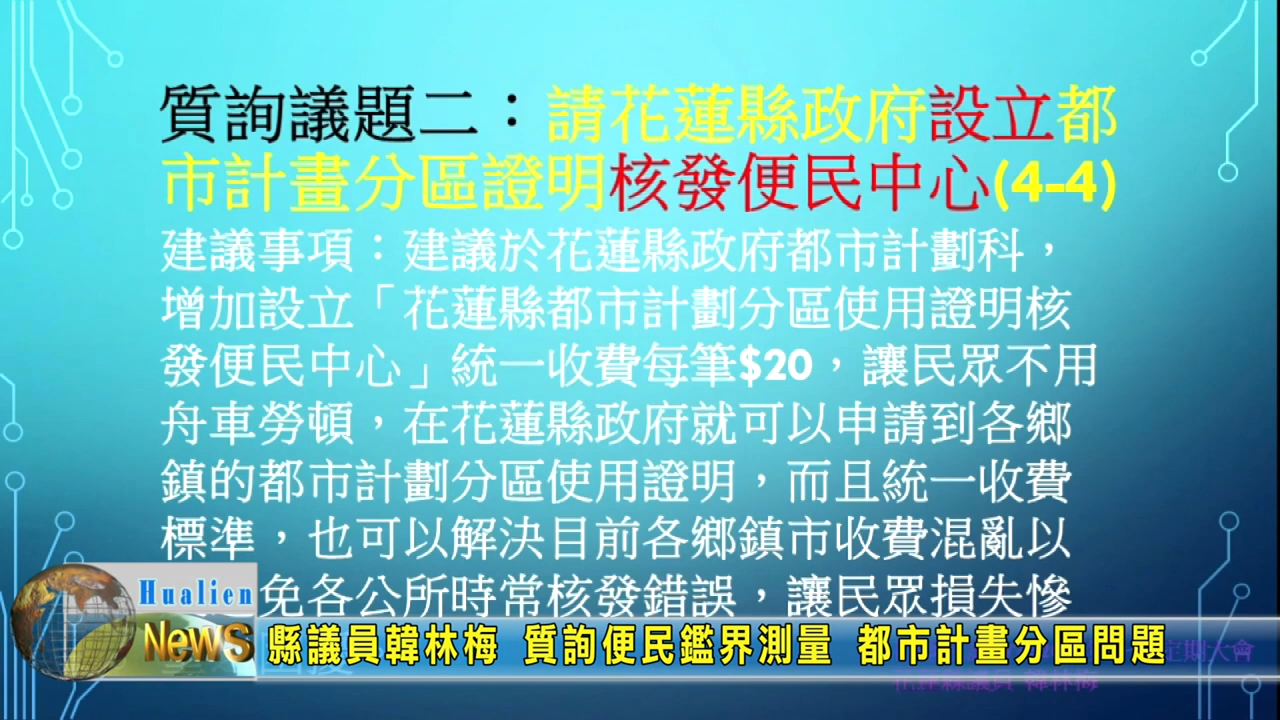 質詢議題二：請花蓮縣政府設立都
市計畫分區證明核發便民中心(4-4)
建議事項：建議於花蓮縣政府都市計劃科，
增加設立「花蓮縣都市計劃分區使用證明核
發便民中心」統一收費每筆$20，讓民眾不用
舟車勞頓，在花蓮縣政府就可以申請到各鄉
鎮的都市計劃分區使用證明，而且統一收費
標準，也可以解決目前各鄉鎮市收費混亂以
免各公所時常核發錯誤，讓民眾損失慘
Hualien
News
縣議員韓林梅 質詢便民鑑界測量 都市計畫分區問題
定期大會